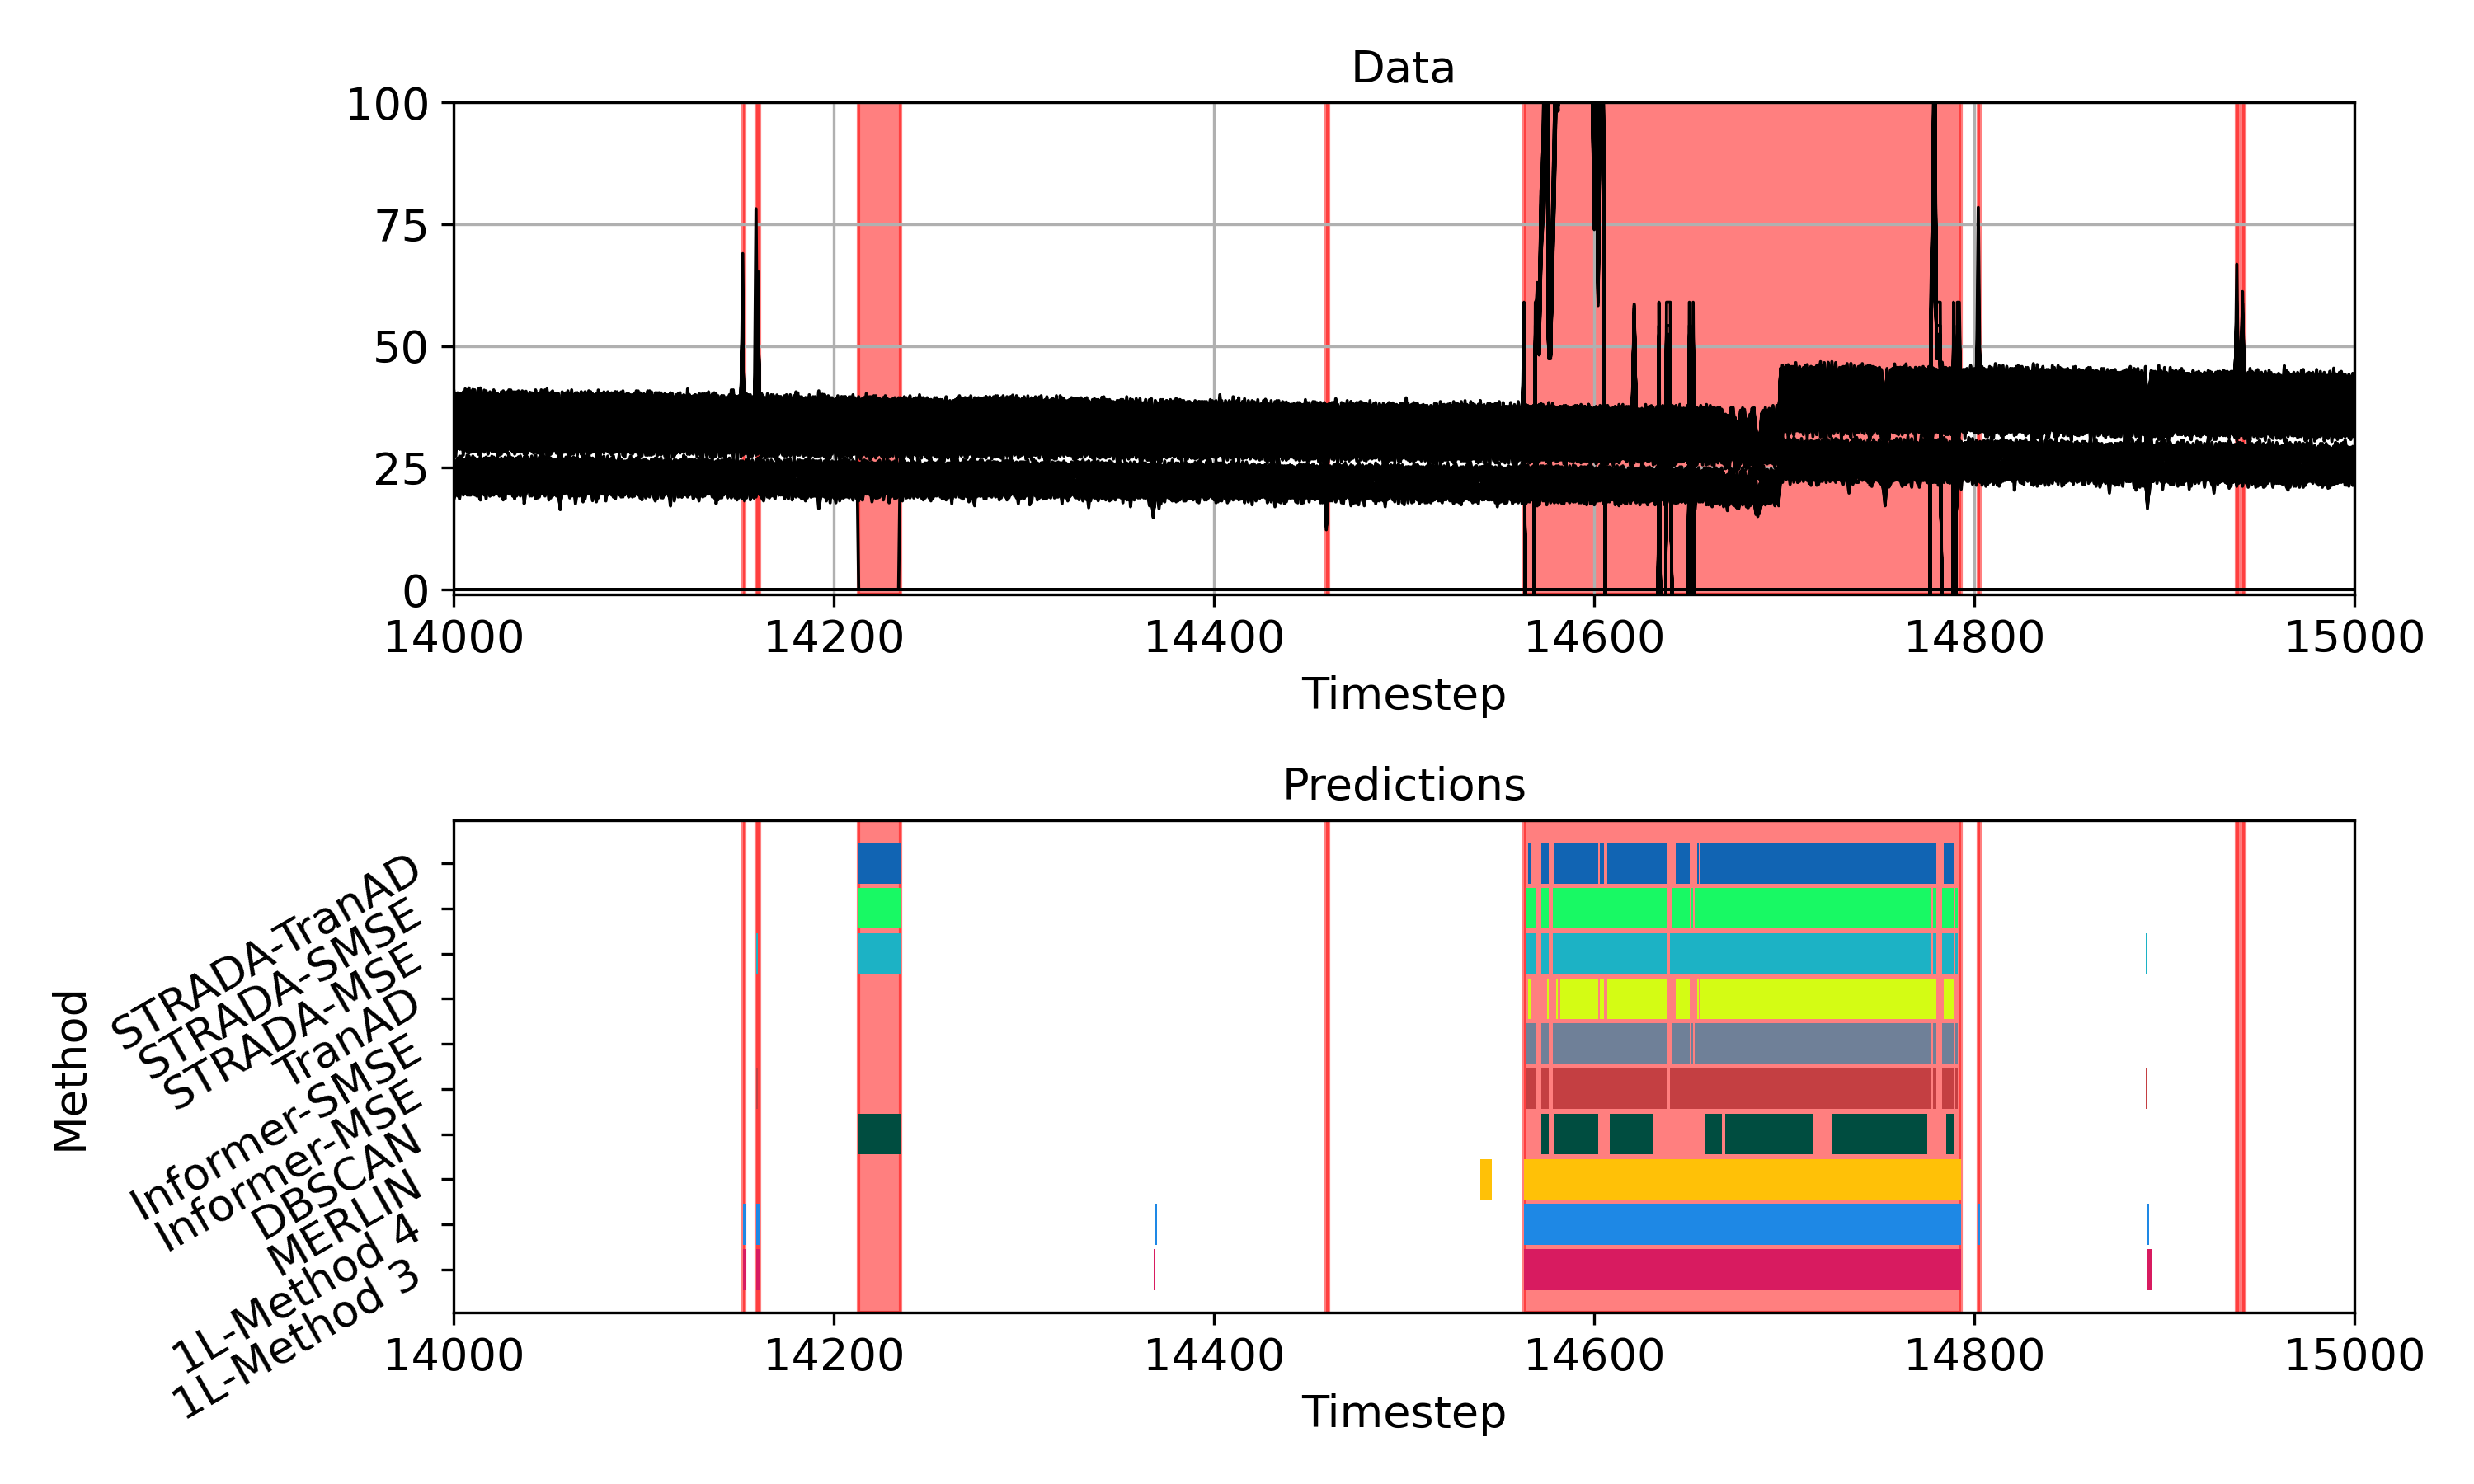 Data
100
75
50
25
0
14000 14200 14400 14600 14800 15000
Timestep
Predictions
Method
STRADA-TranAD
STRADA-SMSE
STRADA-MSE
TranAD
Informer-SMSE
Informer-MSE
DBSCAN
MERLIN
1L-Method 4
1L-Method 3
14000 14200 14400 14600 14800 15000
Timestep